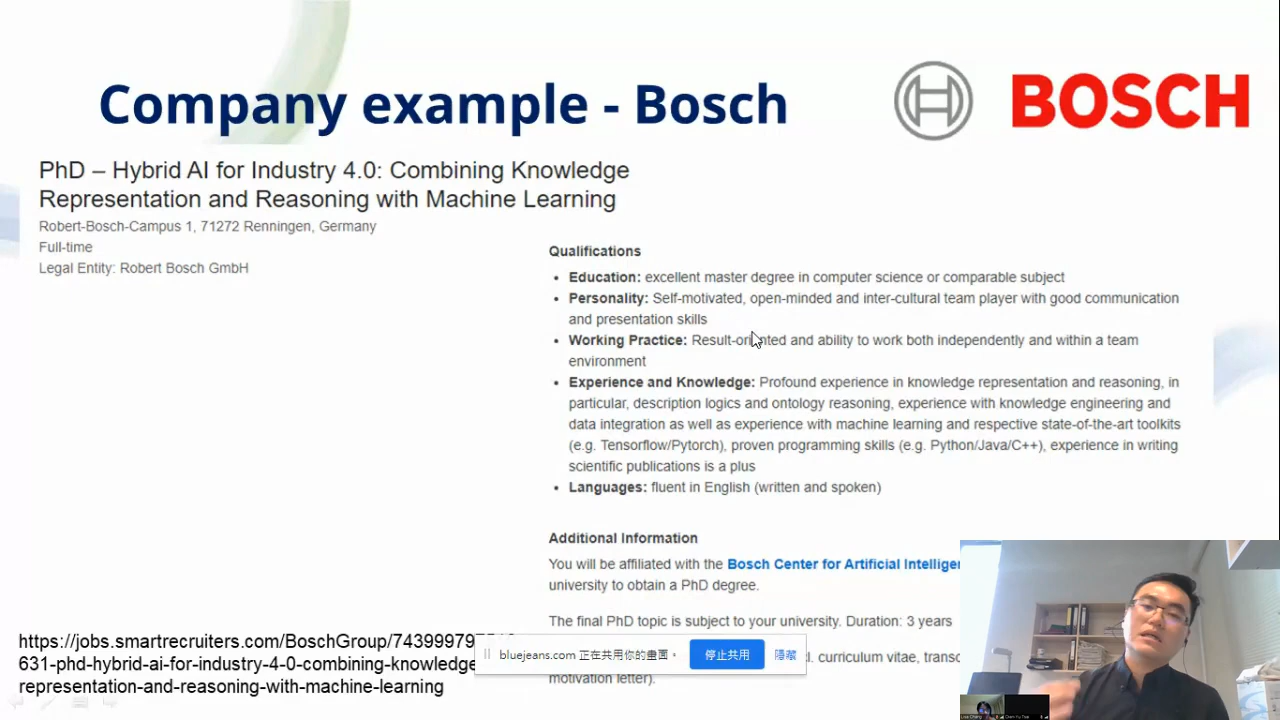 Company example - Bosch
BOSCH
PhD – Hybrid AI for Industry 4.0: Combining Knowledge
Representation and Reasoning with Machine Learning
Robert-Bosch-Campus 1, 71272 Renningen, Germany
Full-time
Legal Entity: Robert Bosch GmbH
Qualifications
• Education: excellent master degree in computer science or comparable subject
• Personality: Self-motivated, open-minded and inter-cultural team player with good communication
and presentation skills
• Working Practice: Result-oriented and ability to work both independently and within a team
environment
• Experience and Knowledge: Profound experience in knowledge representation and reasoning, in
particular, description logics and ontology reasoning, experience with knowledge engineering and
data integration as well as experience with machine learning and respective state-of-the-art toolkits
(e.g. Tensorflow/Pytorch), proven programming skills (e.g. Python/Java/C++), experience in writing
scientific publications is a plus
• Languages: fluent in English (written and spoken)
Additional Information
You will be affiliated with the Bosch Center for Artificial Intelligen
university to obtain a PhD degree.
The final PhD topic is subject to your university. Duration: 3 years
l. curriculum vitae, transc
motivation letter).
https://jobs.smartrecruiters.com/BoschGroup/743999797
631-phd-hybrid-ai-for-industry-4-0-combining-knowledge
representation-and-reasoning-with-machine-learning
bluejeans.com 正在共用你的畫面。
停止共用
隱藏